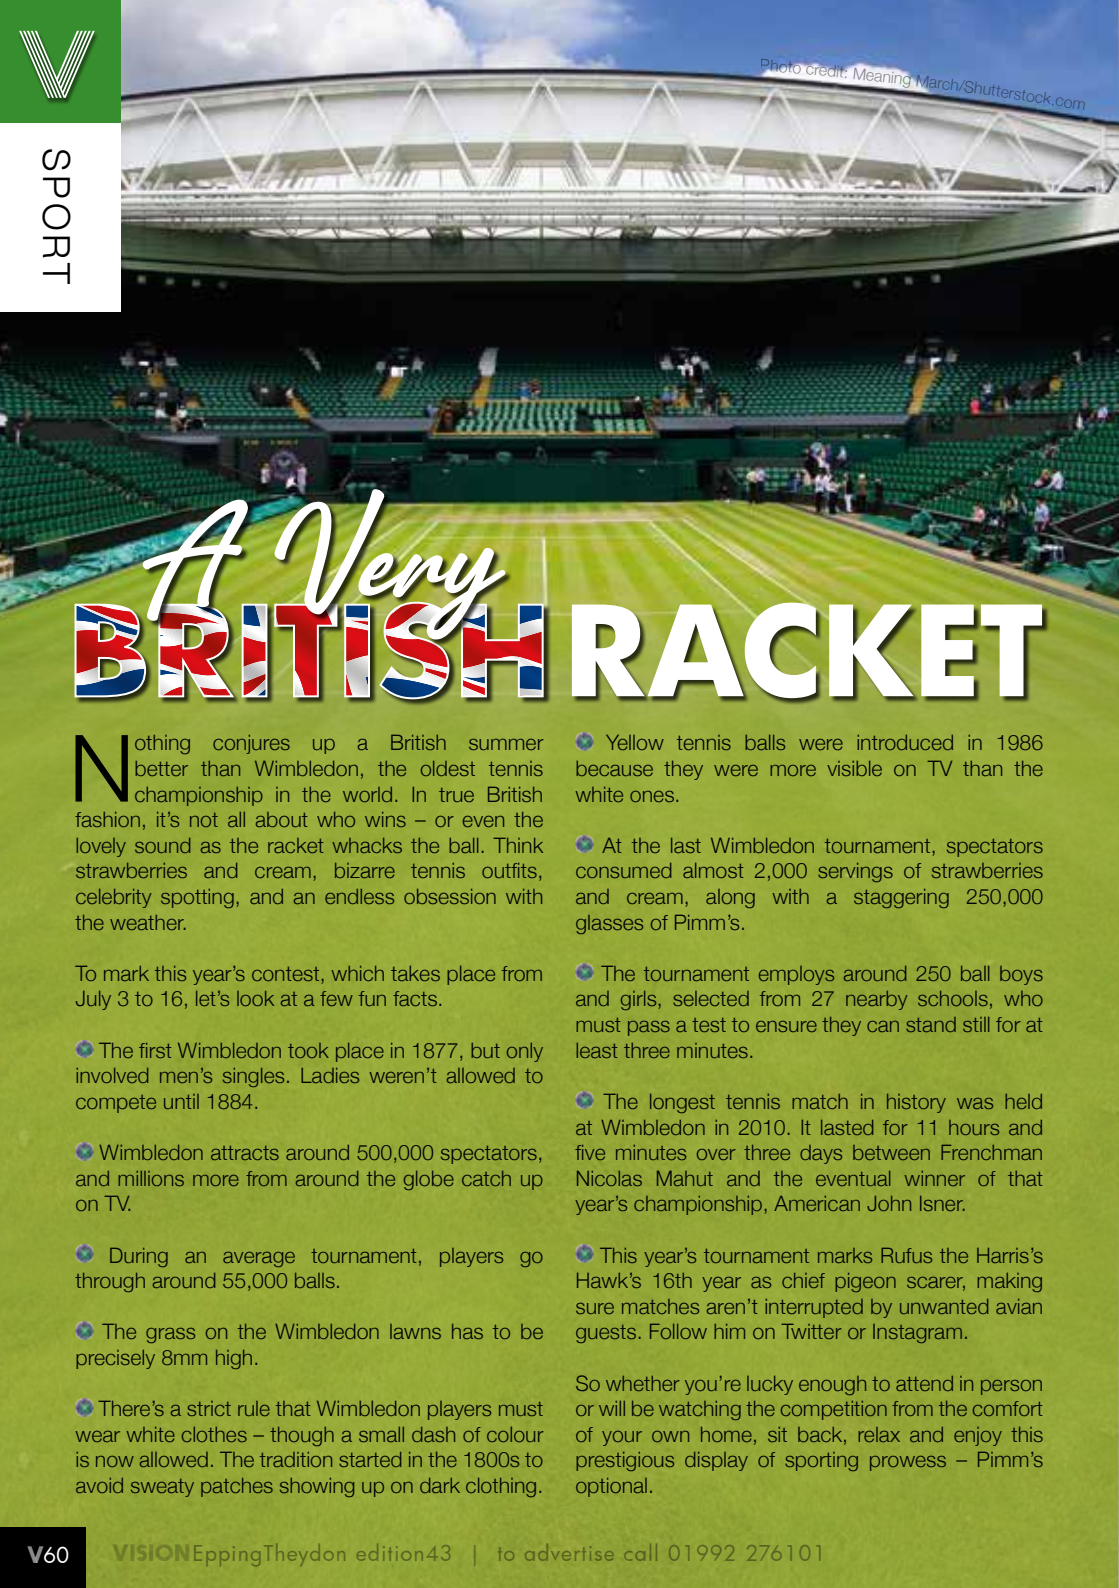 V
SPORT
Photo credit: Meaning March/Shutterstock.com
A Very
BRITISH RACKET
Nothing conjures up a British summer
better than Wimbledon, the oldest tennis
championship in the world. In true British
fashion, it’s not all about who wins – or even the
lovely sound as the racket whacks the ball. Think
strawberries and cream, bizarre tennis outfits,
celebrity spotting, and an endless obsession with
the weather.
To mark this year’s contest, which takes place from
July 3 to 16, let’s look at a few fun facts.
The first Wimbledon took place in 1877, but only
involved men’s singles. Ladies weren’t allowed to
compete until 1884.
Wimbledon attracts around 500,000 spectators,
and millions more from around the globe catch up
on TV.
During an average tournament, players go
through around 55,000 balls.
The grass on the Wimbledon lawns has to be
precisely 8mm high.
There’s a strict rule that Wimbledon players must
wear white clothes – though a small dash of colour
is now allowed. The tradition started in the 1800s to
avoid sweaty patches showing up on dark clothing.
Yellow tennis balls were introduced in 1986
because they were more visible on TV than the
white ones.
At the last Wimbledon tournament, spectators
consumed almost 2,000 servings of strawberries
and cream, along with a staggering 250,000
glasses of Pimm’s.
The tournament employs around 250 ball boys
and girls, selected from 27 nearby schools, who
must pass a test to ensure they can stand still for at
least three minutes.
The longest tennis match in history was held
at Wimbledon in 2010. It lasted for 11 hours and
five minutes over three days between Frenchman
Nicolas Mahut and the eventual winner of that
year’s championship, American John Isner.
This year’s tournament marks Rufus the Harris’s
Hawk’s 16th year as chief pigeon scarer, making
sure matches aren’t interrupted by unwanted avian
guests. Follow him on Twitter or Instagram.
So whether you’re lucky enough to attend in person
or will be watching the competition from the comfort
of your own home, sit back, relax and enjoy this
prestigious display of sporting prowess – Pimm’s
optional.
V60 VISIONEppingTheydon edition43 | to advertise call 01992 276101